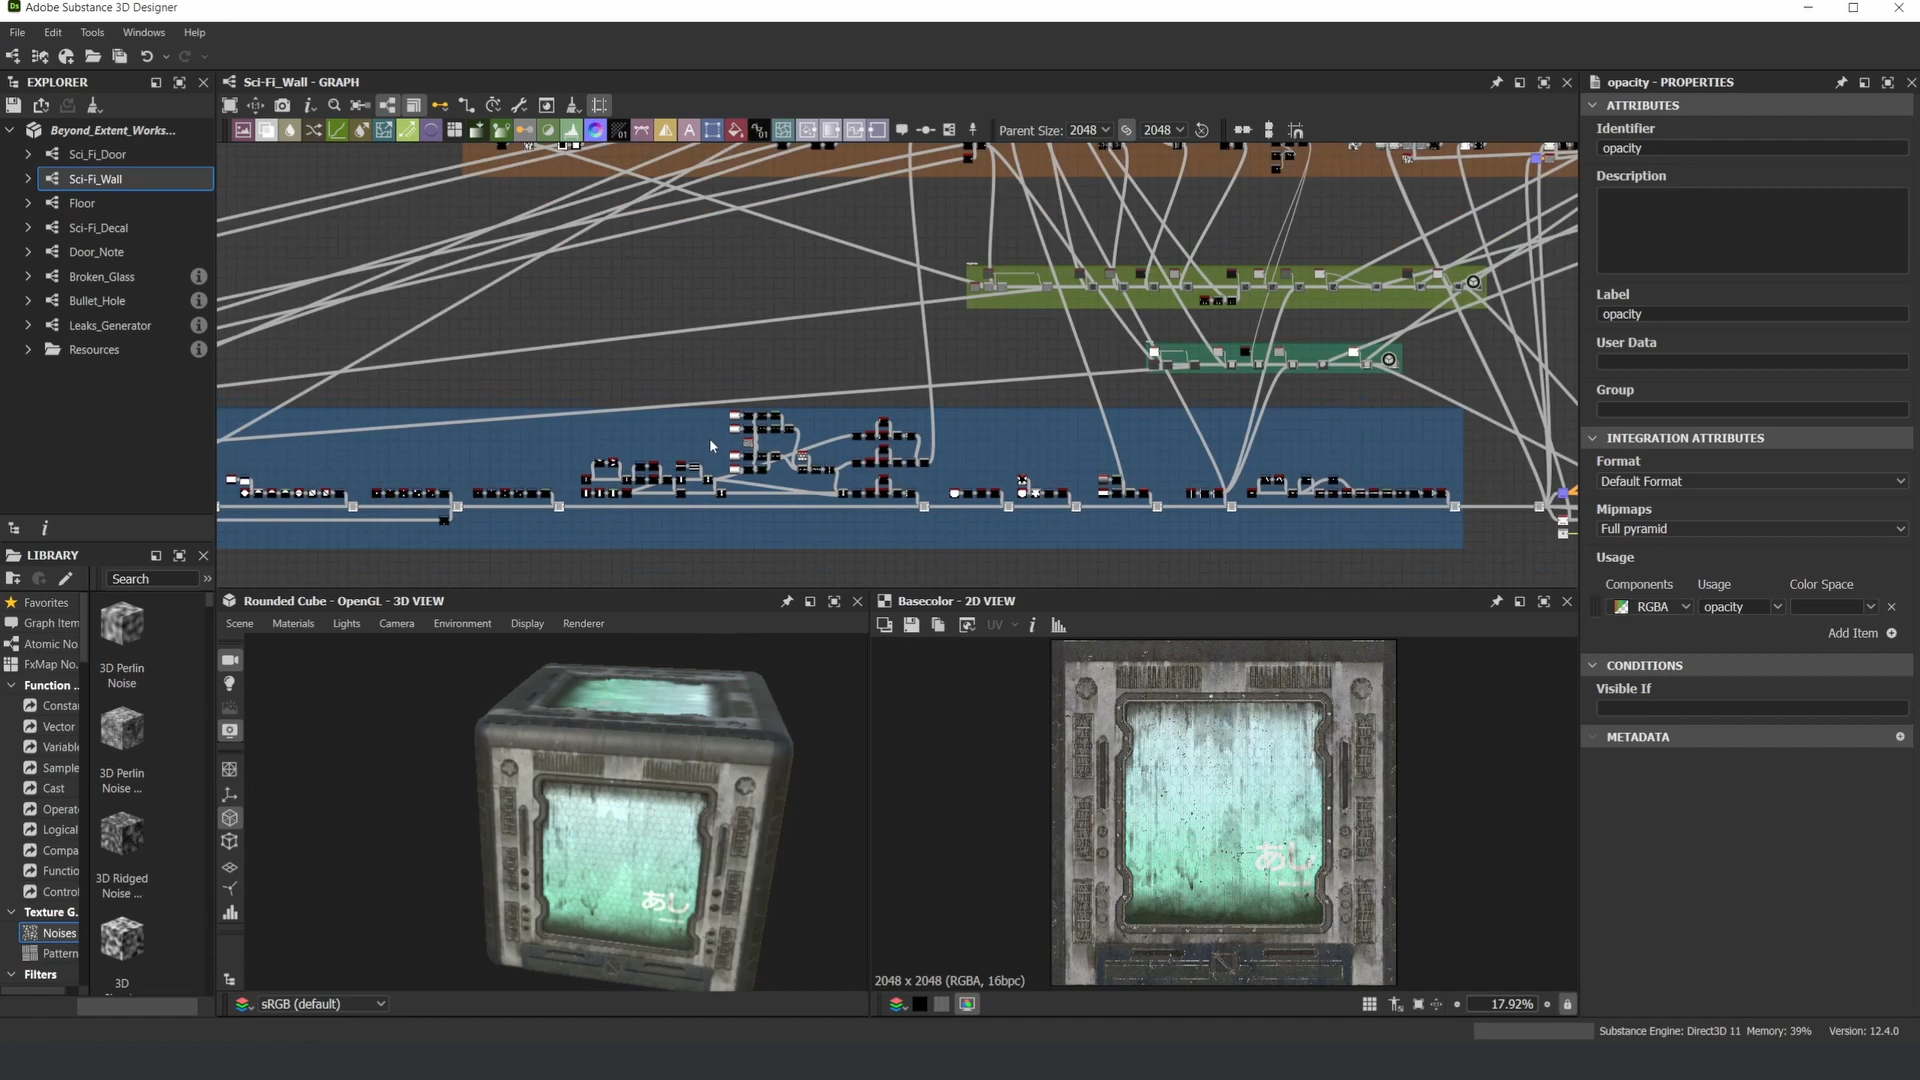 Adobe Substance 3D Designer
File Edit Tools Windows Help
EXPLORER
Beyond_Extent_Works...
Sci_Fi_Door
Sci-Fi_Wall
Floor
Sci-Fi_Decal
Door_Note
Broken_Glass
Bullet_Hole
Leaks_Generator
Resources
LIBRARY
Search
Favorites
Graph Item
Atomic No
FxMap No.
Function ..
Consta
Vector
Variabl
Sample
Cast
Operat
Logical
Compa
Functio
Control
Texture G.
Noises
Pattern
Filters
3D Perlin
Noise
3D Perlin
Noise ...
3D Ridged
Noise ...
3D
Sci-Fi_Wall - GRAPH
Parent Size: 2048 2048
Rounded Cube - OpenGL - 3D VIEW
Scene Materials Lights Camera Environment Display Renderer
あし
sRGB (default)
Basecolor - 2D VIEW
UV
あし
2048 x 2048 (RGBA, 16bpc)
17.92%
opacity - PROPERTIES
ATTRIBUTES
Identifier
opacity
Description
Label
opacity
User Data
Group
INTEGRATION ATTRIBUTES
Format
Default Format
Mipmaps
Full pyramid
Usage
Components Usage Color Space
RGBA opacity
Add Item
CONDITIONS
Visible If
METADATA
Substance Engine: Direct3D 11 Memory: 39% Version: 12.4.0